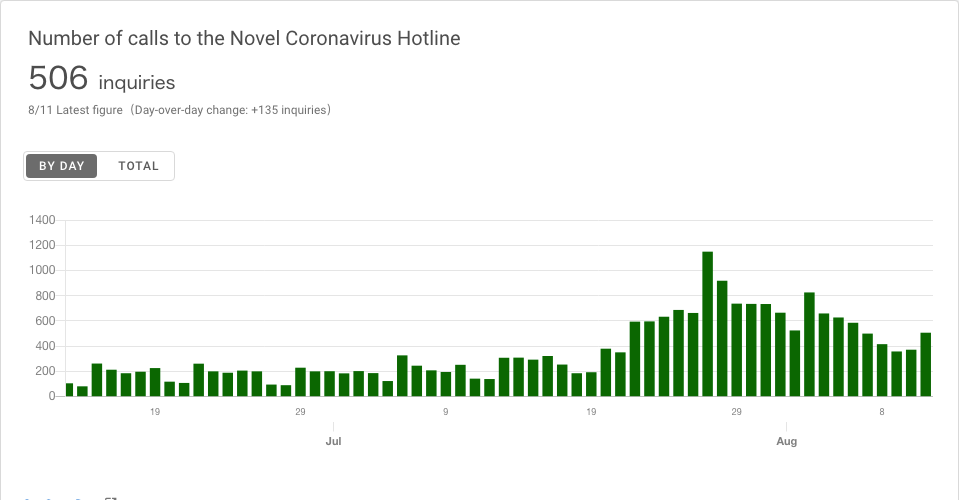 Number of calls to the Novel Coronavirus Hotline
506 inquiries
8/11 Latest figure（Day-over-day change: +135 inquiries）
BY DAY TOTAL
1400
1200
1000
800
600
400
200
0
19 29 9 19 29 8
Jul Aug